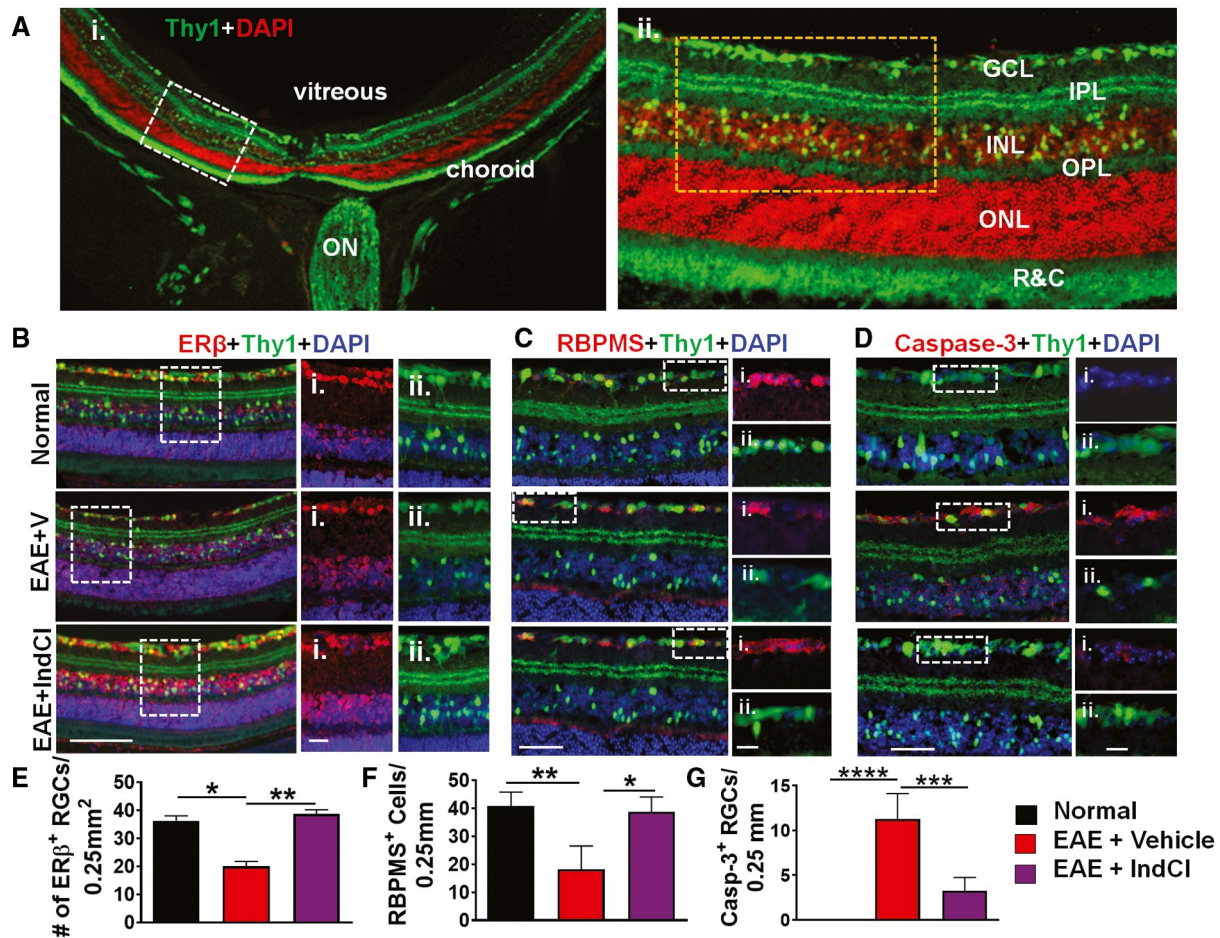 A
i.
Thy1+DAPI
vitreous
choroid
ON
ii.
GCL
IPL
INL
OPL
ONL
R&C
B
ERβ+Thy1+DAPI
C
RBPMS+Thy1+DAPI
D
Caspase-3+Thy1+DAPI
Normal
i.
ii.
i.
ii.
i.
ii.
EAE+V
i.
ii.
i.
ii.
i.
ii.
EAE+IndCl
i.
ii.
i.
ii.
i.
ii.
E
# of ERβ+ RGCs/
0.25mm2
50
40
30
20
10
0
*
**
F
RBPMS+ Cells/
0.25mm
50
40
30
20
10
0
**
*
G
Casp-3+ RGCs/
0.25 mm
15
10
5
0
****
***
Normal
EAE + Vehicle
EAE + IndCl